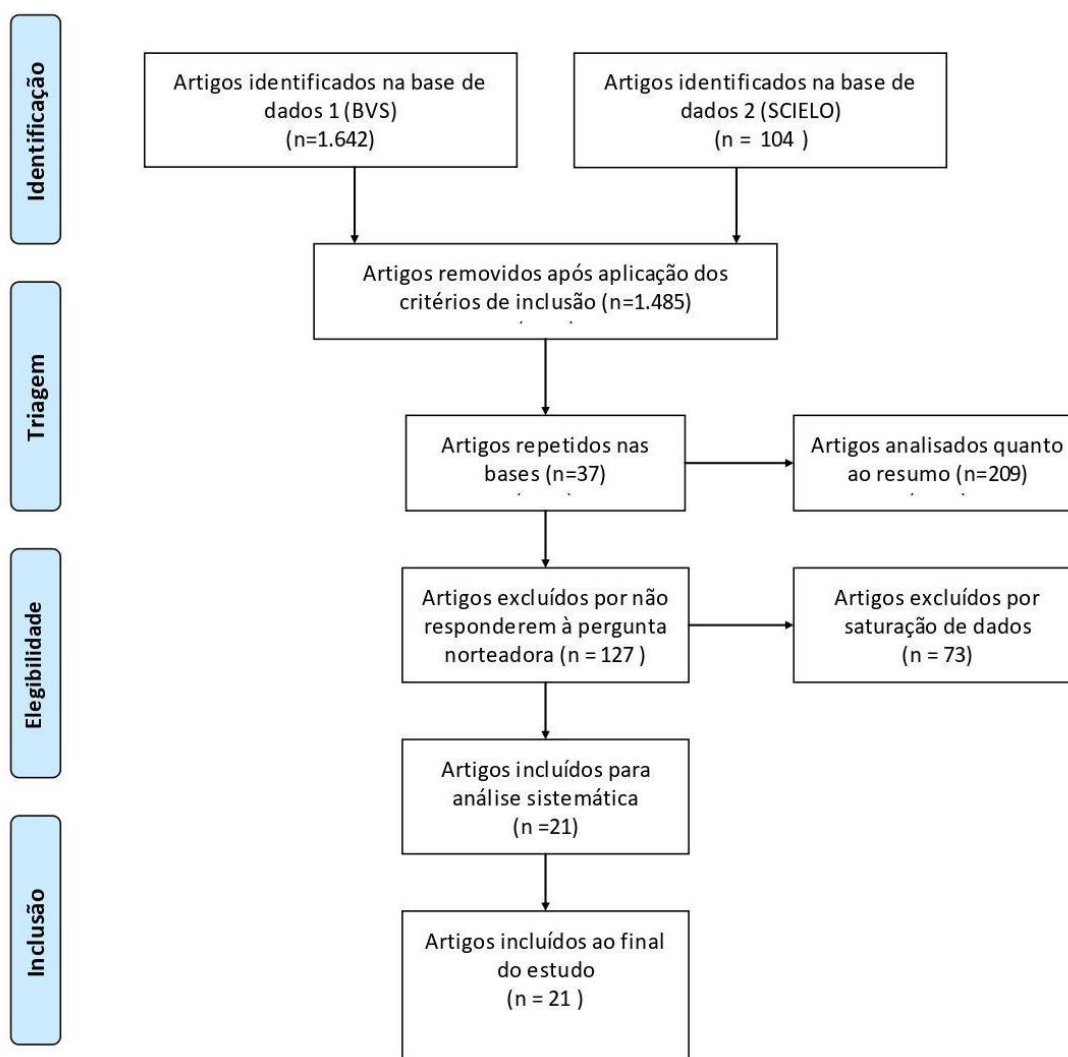 Identificação
Artigos identificados na base de
dados 1 (BVS)
(n=1.642)
Artigos identificados na base de
dados 2 (SCIELO)
(n = 104 )
Triagem
Artigos removidos após aplicação dos
critérios de inclusão (n=1.485)
Artigos repetidos nas
bases (n=37)
Artigos analisados quanto
ao resumo (n=209)
Elegibilidade
Artigos excluídos por não
responderem à pergunta
norteadora (n = 127 )
Artigos excluídos por
saturação de dados
(n = 73)
Artigos incluídos para
análise sistemática
(n =21)
Inclusão
Artigos incluídos ao final
do estudo
(n = 21 )